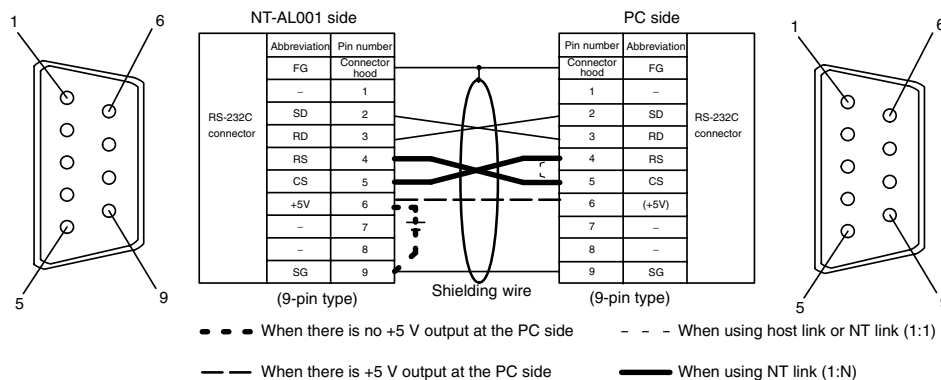 NT-AL001 side PC side
1 6 1 6
Abbreviation Pin number Pin number Abbreviation
FG Connector hood Connector hood FG
– 1 1 –
SD 2 2 SD
RS-232C connector RS-232C connector
RD 3 3 RD
RS 4 4 RS
CS 5 5 CS
+5V 6 6 (+5V)
– 7 7 –
– 8 8 –
SG 9 9 SG
5 9 5
(9-pin type) Shielding wire (9-pin type)
When there is no +5 V output at the PC side When using host link or NT link (1:1)
When there is +5 V output at the PC side When using NT link (1:N)